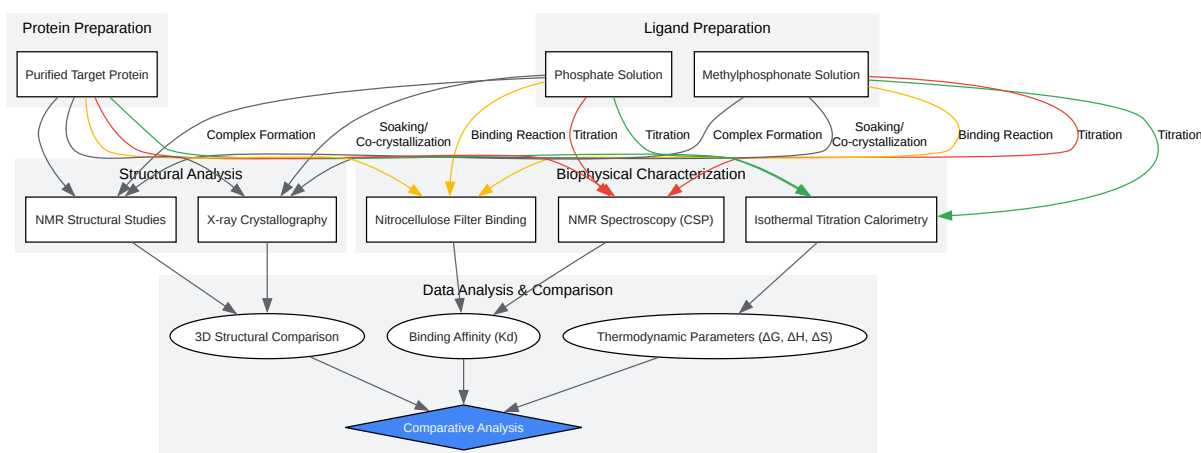 Protein Preparation
Ligand Preparation
Purified Target Protein
Phosphate Solution
Methylphosphonate Solution
Complex Formation
Soaking/
Co-crystallization
Binding Reaction
Titration
Titration
Complex Formation
Soaking/
Co-crystallization
Binding Reaction
Titration
Titration
Structural Analysis
Biophysical Characterization
NMR Structural Studies
X-ray Crystallography
Nitrocellulose Filter Binding
NMR Spectroscopy (CSP)
Isothermal Titration Calorimetry
Data Analysis & Comparison
3D Structural Comparison
Binding Affinity (Kd)
Thermodynamic Parameters (ΔG, ΔH, ΔS)
Comparative Analysis